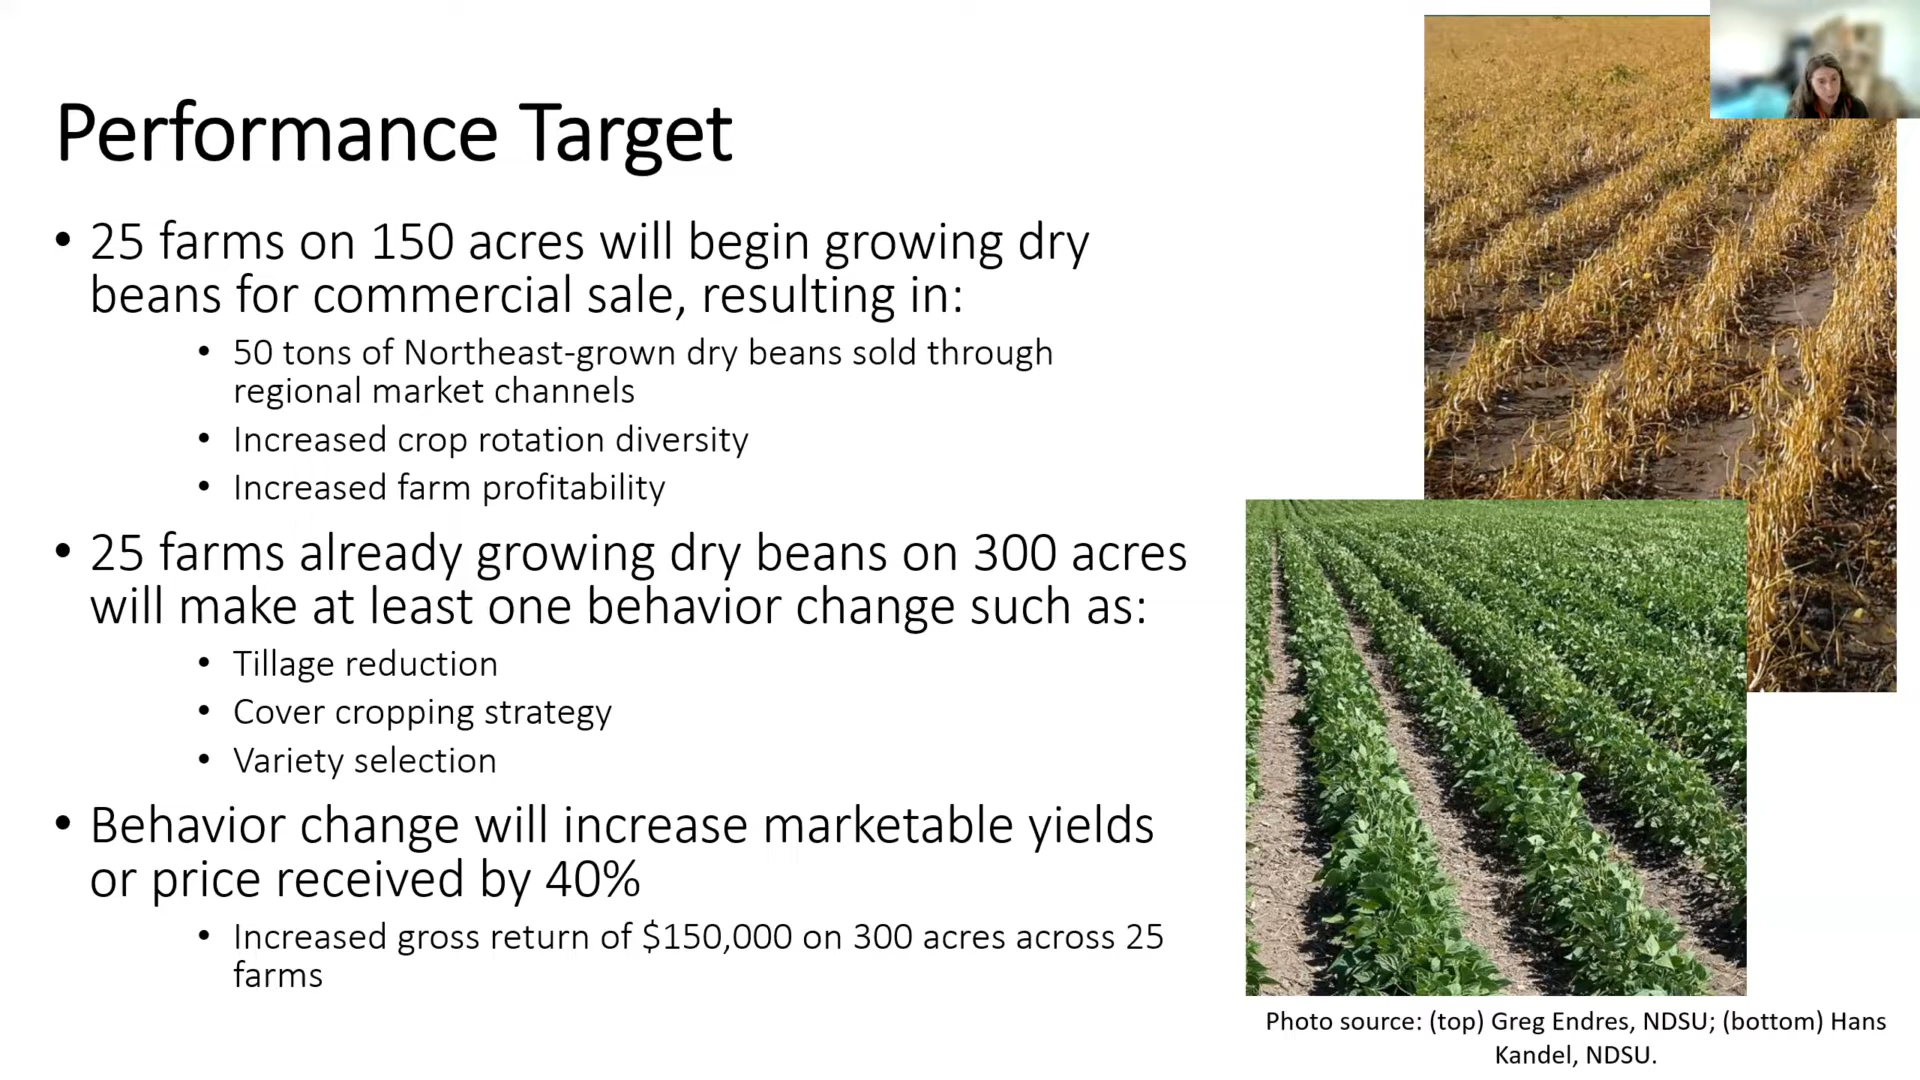 Performance Target
• 25 farms on 150 acres will begin growing dry
beans for commercial sale, resulting in:
• 50 tons of Northeast-grown dry beans sold through
regional market channels
• Increased crop rotation diversity
• Increased farm profitability
• 25 farms already growing dry beans on 300 acres
will make at least one behavior change such as:
• Tillage reduction
• Cover cropping strategy
• Variety selection
• Behavior change will increase marketable yields
or price received by 40%
• Increased gross return of $150,000 on 300 acres across 25
farms
Photo source: (top) Greg Endres, NDSU; (bottom) Hans
Kandel, NDSU.